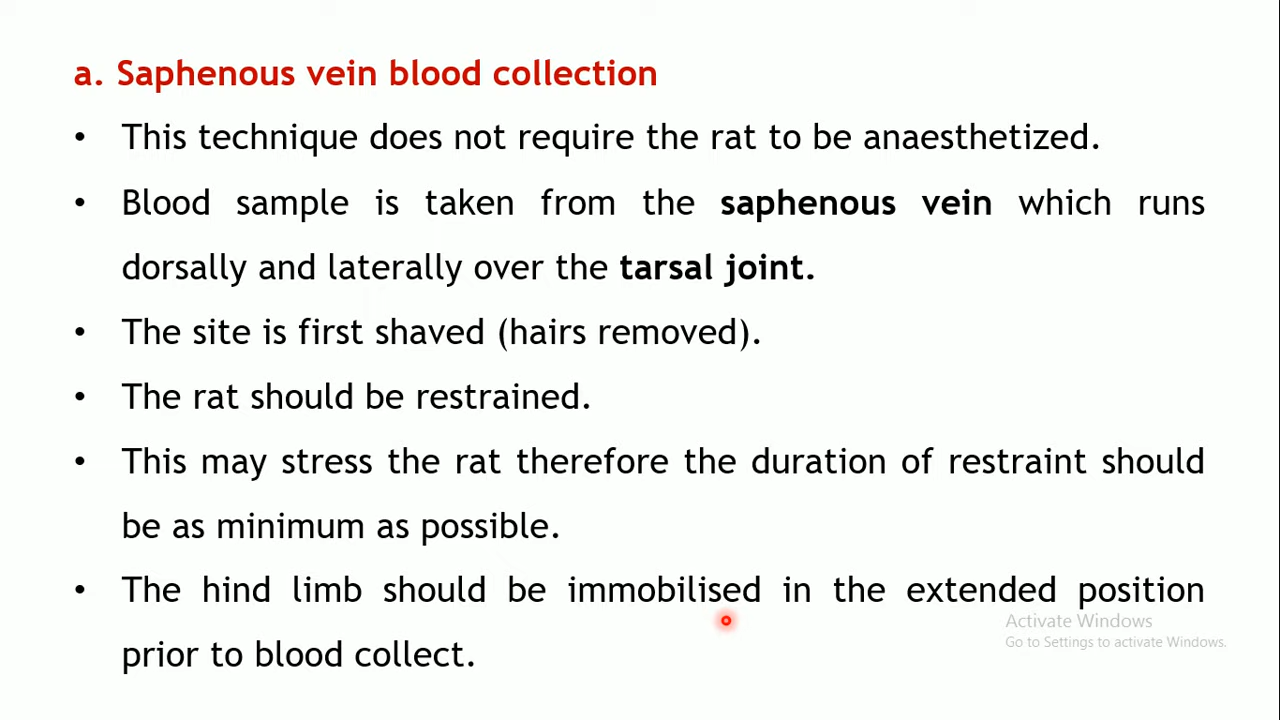 a. Saphenous vein blood collection
• This technique does not require the rat to be anaesthetized.
• Blood sample is taken from the saphenous vein which runs
dorsally and laterally over the tarsal joint.
• The site is first shaved (hairs removed).
• The rat should be restrained.
• This may stress the rat therefore the duration of restraint should
be as minimum as possible.
• The hind limb should be immobilised in the extended position
prior to blood collect.
Activate Windows
Go to Settings to activate Windows.